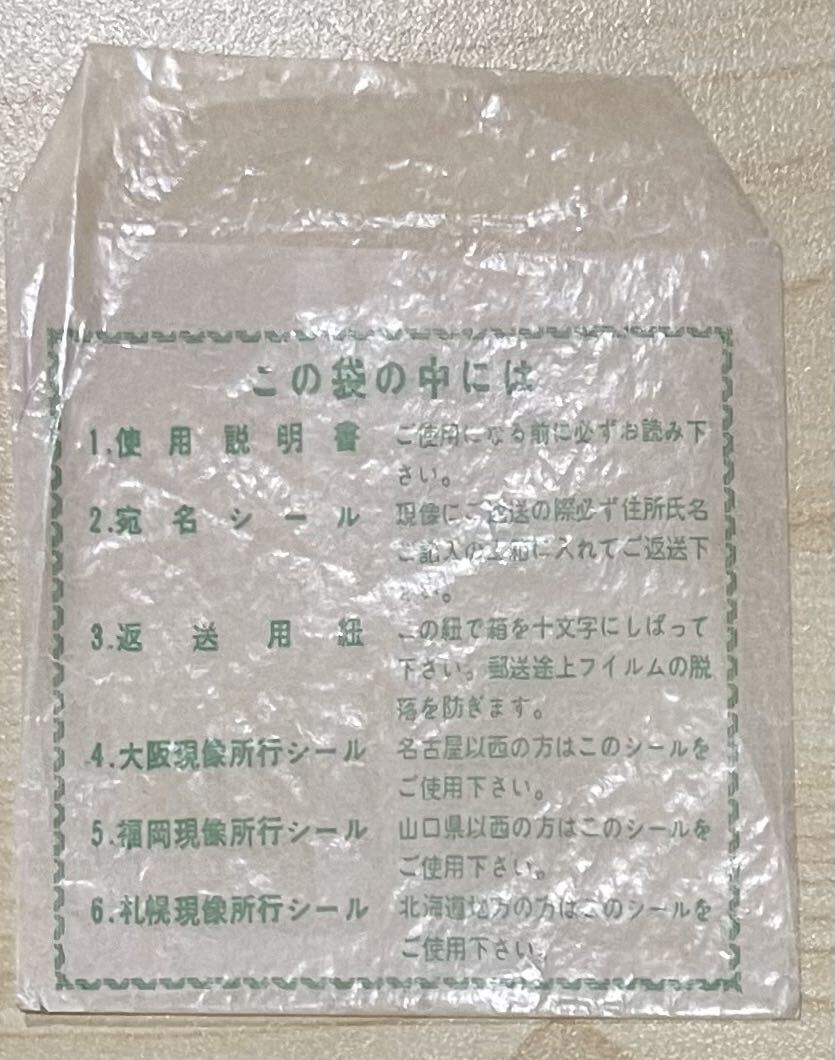 この袋の中には
1.使用説明書 ご使用になる前に必ずお読み下
さい。
2.宛名シール 現像にご返送の際必ず住所氏名
ご記入の上箱に入れてご返送下
さい。
3.返送用紐 この紐で箱を十文字にしばって
下さい。郵送途上フイルムの脱
落を防ぎます。
4.大阪現像所行シール 名古屋以西の方はこのシールを
ご使用下さい。
5.福岡現像所行シール 山口県以西の方はこのシールを
ご使用下さい。
6.札幌現像所行シール 北海道地方の方はこのシールを
ご使用下さい。